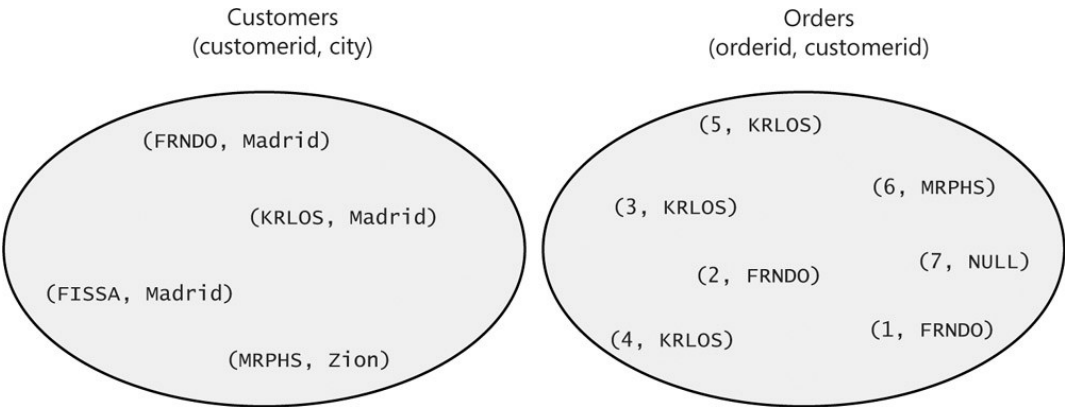 Customers
(customerid, city)
(FRNDO, Madrid)
(KRLOS, Madrid)
(FISSA, Madrid)
(MRPHS, Zion)
Orders
(orderid, customerid)
(5, KRLOS)
(6, MRPHS)
(3, KRLOS)
(7, NULL)
(2, FRNDO)
(1, FRNDO)
(4, KRLOS)